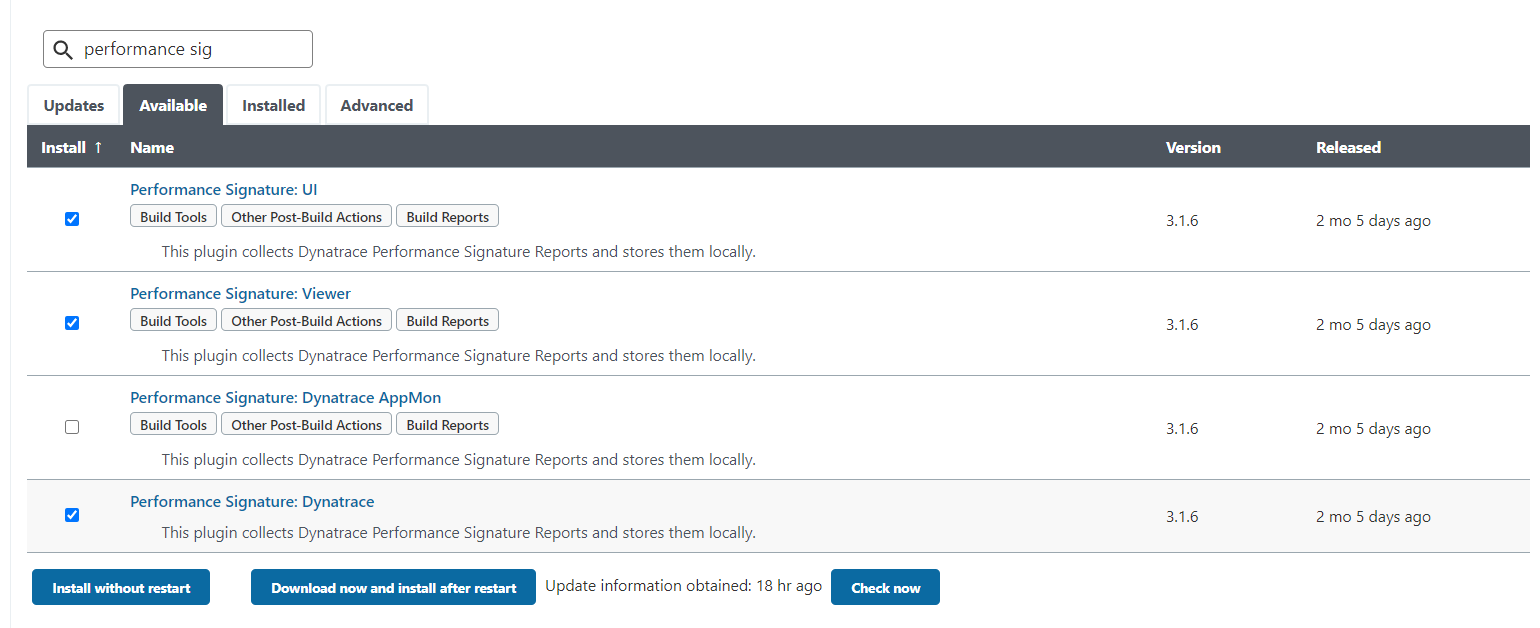 performance sig
Updates Available Installed Advanced
Install ↑ Name Version Released
Performance Signature: UI
Build Tools Other Post-Build Actions Build Reports
3.1.6 2 mo 5 days ago
This plugin collects Dynatrace Performance Signature Reports and stores them locally.
Performance Signature: Viewer
Build Tools Other Post-Build Actions Build Reports
3.1.6 2 mo 5 days ago
This plugin collects Dynatrace Performance Signature Reports and stores them locally.
Performance Signature: Dynatrace AppMon
Build Tools Other Post-Build Actions Build Reports
3.1.6 2 mo 5 days ago
This plugin collects Dynatrace Performance Signature Reports and stores them locally.
Performance Signature: Dynatrace
3.1.6 2 mo 5 days ago
This plugin collects Dynatrace Performance Signature Reports and stores them locally.
Install without restart Download now and install after restart Update information obtained: 18 hr ago Check now